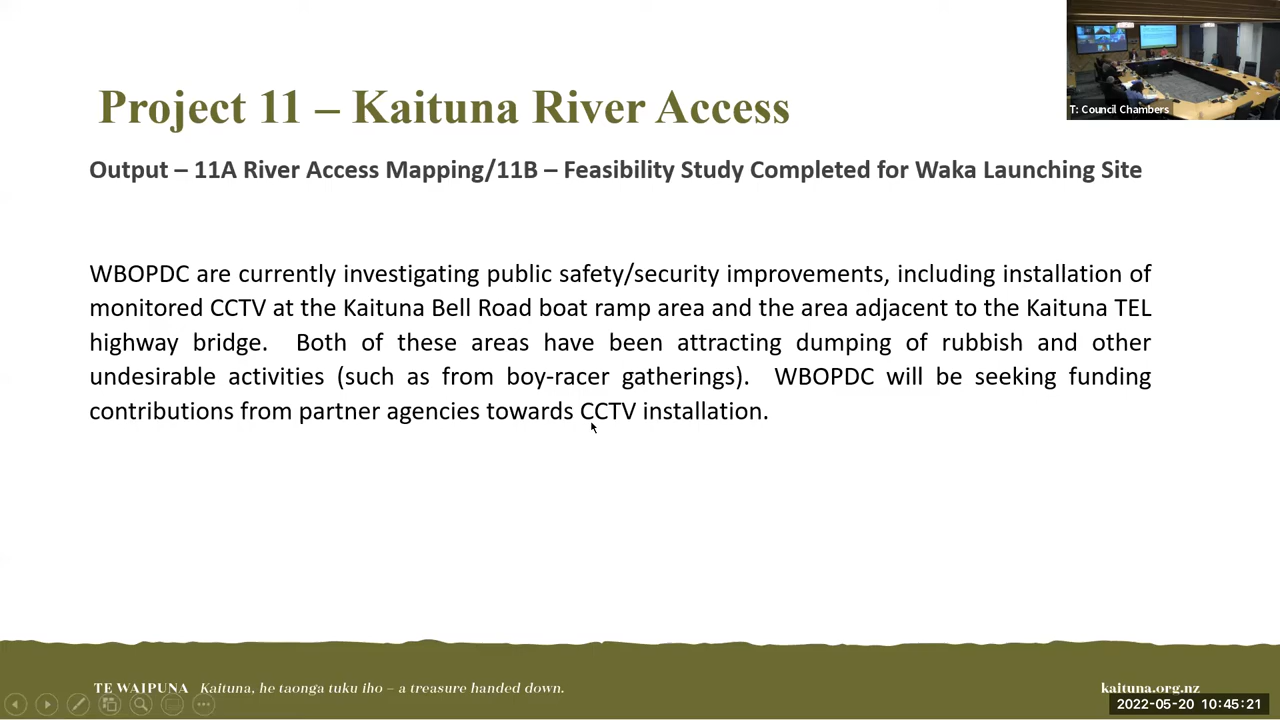 T: Council Chambers
Project 11 – Kaituna River Access
Output – 11A River Access Mapping/11B – Feasibility Study Completed for Waka Launching Site
WBOPDC are currently investigating public safety/security improvements, including installation of
monitored CCTV at the Kaituna Bell Road boat ramp area and the area adjacent to the Kaituna TEL
highway bridge.  Both of these areas have been attracting dumping of rubbish and other
undesirable activities (such as from boy-racer gatherings).  WBOPDC will be seeking funding
contributions from partner agencies towards CCTV installation.
TE WAIPUNA Kaituna, he taonga tuku iho – a treasure handed down.
kaituna.org.nz
2022-05-20 10:45:21